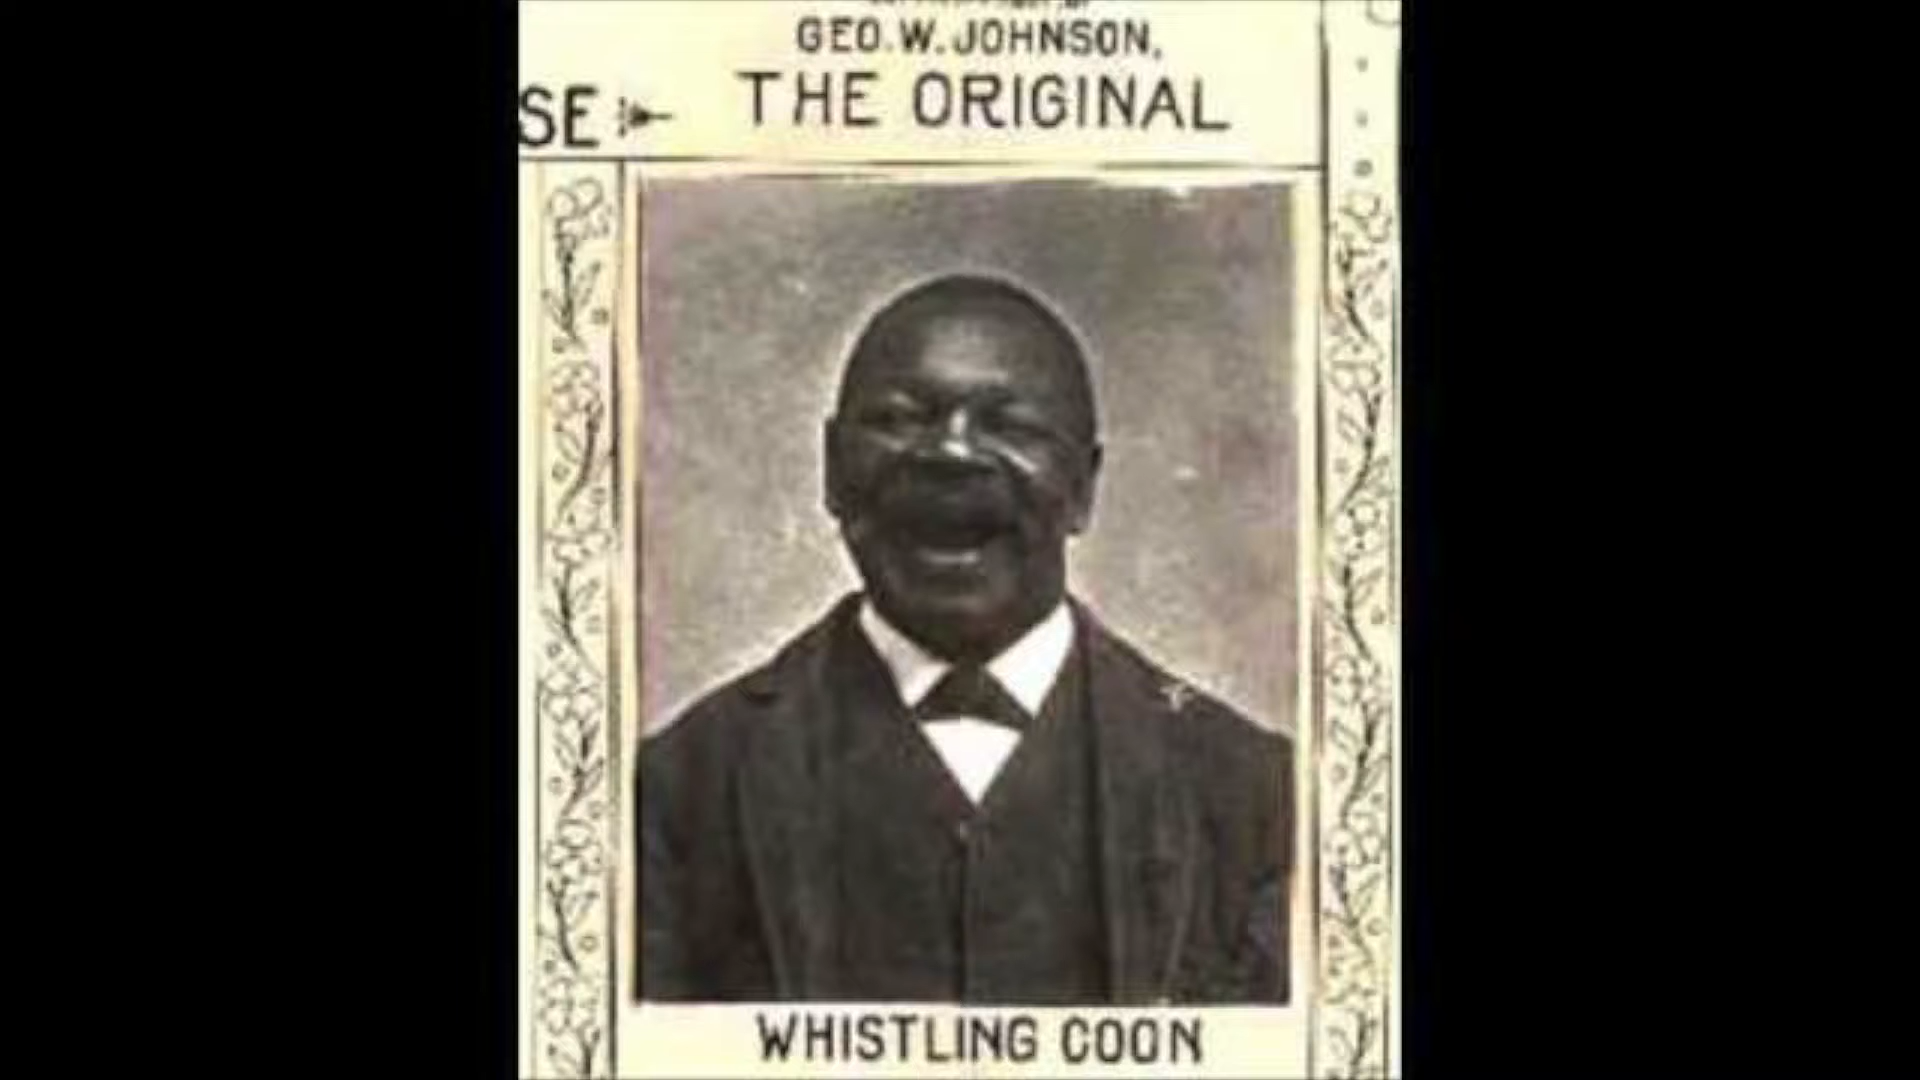 GEO. W. JOHNSON,
THE ORIGINAL
SE
WHISTLING COON